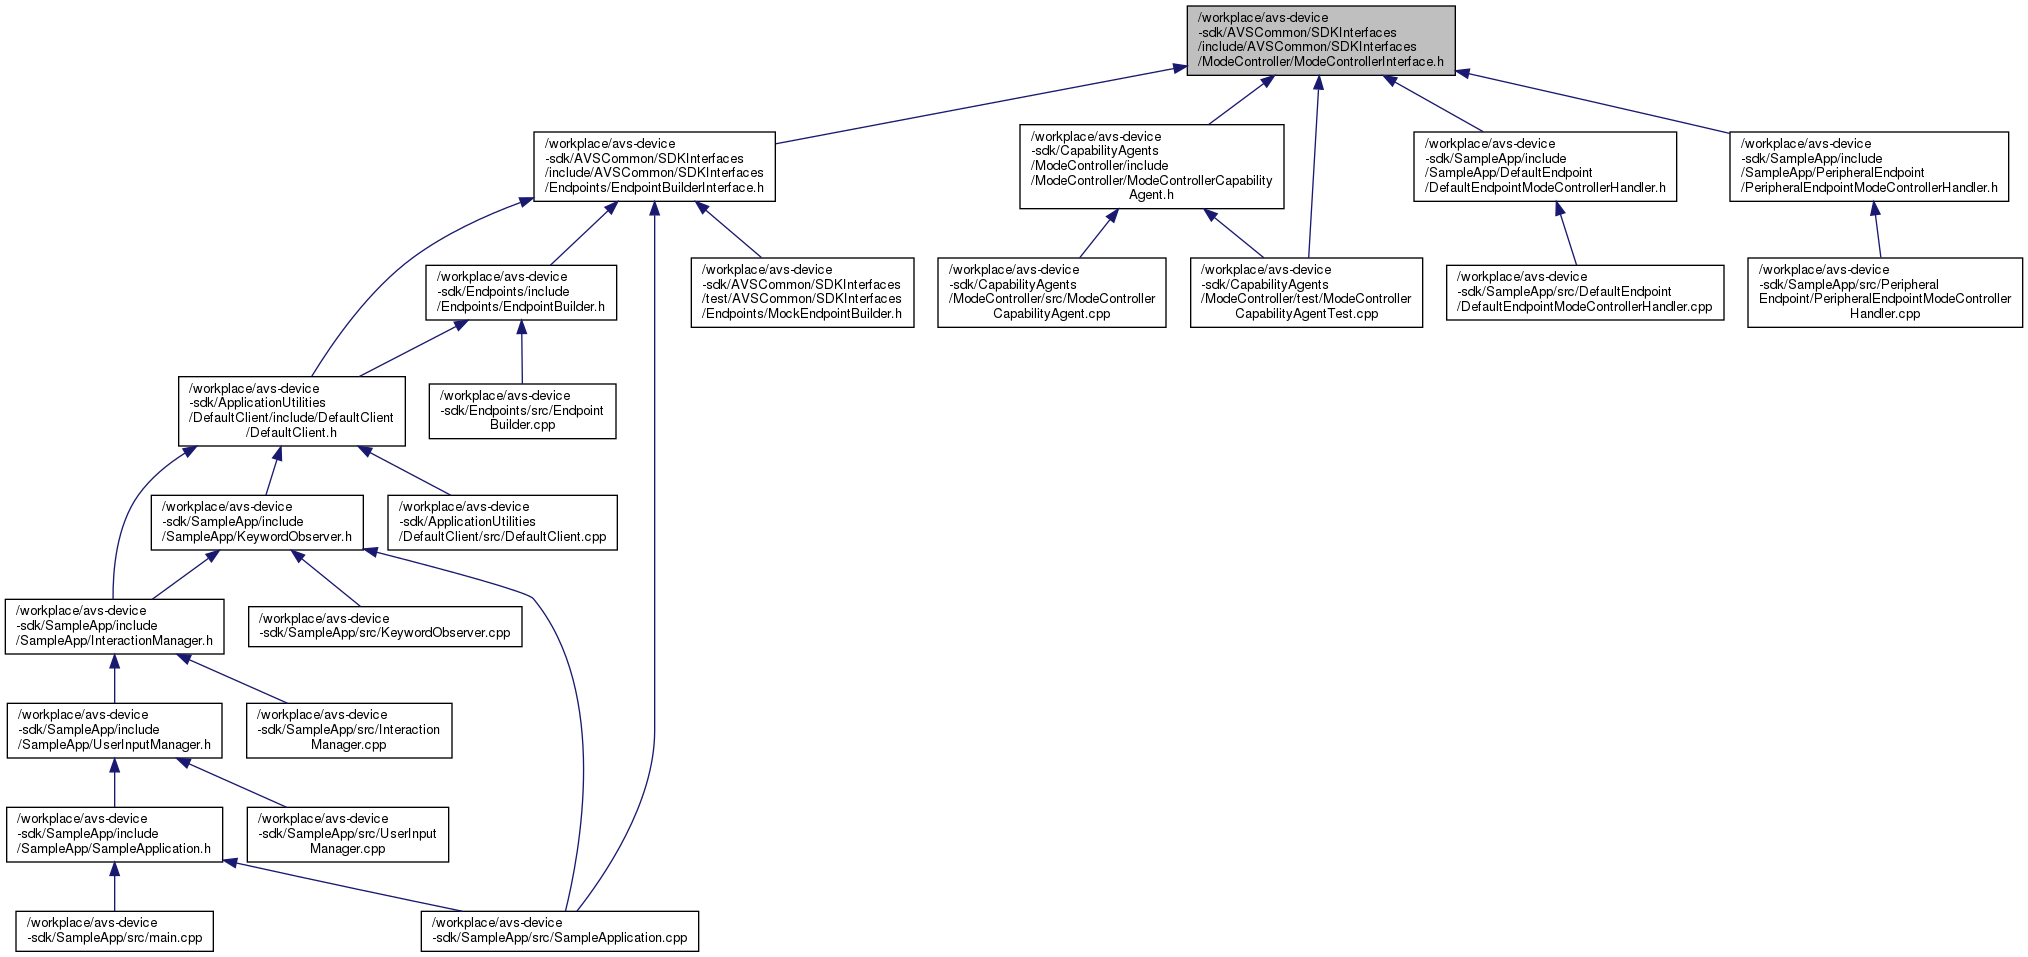 /workplace/avs-device
-sdk/AVSCommon/SDKInterfaces
/include/AVSCommon/SDKInterfaces
/ModeController/ModeControllerInterface.h
/workplace/avs-device
-sdk/AVSCommon/SDKInterfaces
/include/AVSCommon/SDKInterfaces
/Endpoints/EndpointBuilderInterface.h
/workplace/avs-device
-sdk/CapabilityAgents
/ModeController/include
/ModeController/ModeControllerCapability
Agent.h
/workplace/avs-device
-sdk/SampleApp/include
/SampleApp/DefaultEndpoint
/DefaultEndpointModeControllerHandler.h
/workplace/avs-device
-sdk/SampleApp/include
/SampleApp/PeripheralEndpoint
/PeripheralEndpointModeControllerHandler.h
/workplace/avs-device
-sdk/Endpoints/include
/Endpoints/EndpointBuilder.h
/workplace/avs-device
-sdk/AVSCommon/SDKInterfaces
/test/AVSCommon/SDKInterfaces
/Endpoints/MockEndpointBuilder.h
/workplace/avs-device
-sdk/CapabilityAgents
/ModeController/src/ModeController
CapabilityAgent.cpp
/workplace/avs-device
-sdk/CapabilityAgents
/ModeController/test/ModeController
CapabilityAgentTest.cpp
/workplace/avs-device
-sdk/SampleApp/src/DefaultEndpoint
/DefaultEndpointModeControllerHandler.cpp
/workplace/avs-device
-sdk/SampleApp/src/Peripheral
Endpoint/PeripheralEndpointModeController
Handler.cpp
/workplace/avs-device
-sdk/ApplicationUtilities
/DefaultClient/include/DefaultClient
/DefaultClient.h
/workplace/avs-device
-sdk/Endpoints/src/Endpoint
Builder.cpp
/workplace/avs-device
-sdk/SampleApp/include
/SampleApp/KeywordObserver.h
/workplace/avs-device
-sdk/ApplicationUtilities
/DefaultClient/src/DefaultClient.cpp
/workplace/avs-device
-sdk/SampleApp/include
/SampleApp/InteractionManager.h
/workplace/avs-device
-sdk/SampleApp/src/KeywordObserver.cpp
/workplace/avs-device
-sdk/SampleApp/include
/SampleApp/UserInputManager.h
/workplace/avs-device
-sdk/SampleApp/src/Interaction
Manager.cpp
/workplace/avs-device
-sdk/SampleApp/include
/SampleApp/SampleApplication.h
/workplace/avs-device
-sdk/SampleApp/src/UserInput
Manager.cpp
/workplace/avs-device
-sdk/SampleApp/src/main.cpp
/workplace/avs-device
-sdk/SampleApp/src/SampleApplication.cpp